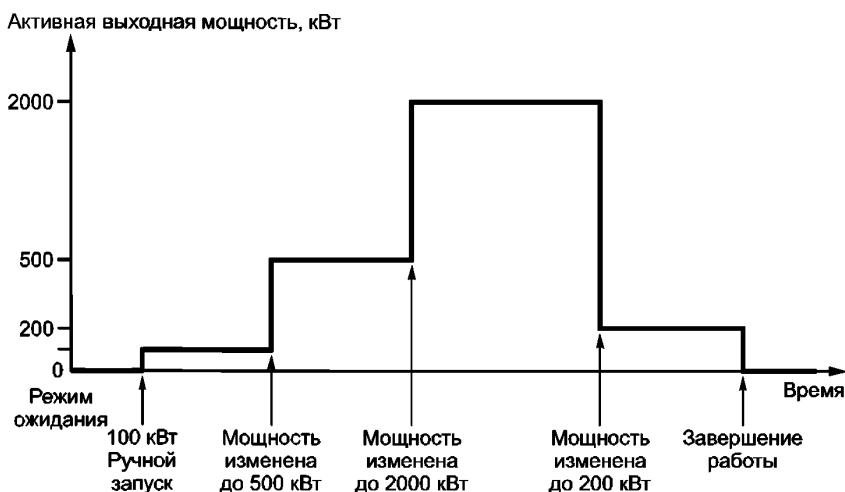 Активная выходная мощность, кВт
2000
500
200
0
Режим
ожидания
Время
100 кВт
Ручной
запуск
Мощность
изменена
до 500 кВт
Мощность
изменена
до 2000 кВт
Мощность
изменена
до 200 кВт
Завершение
работы